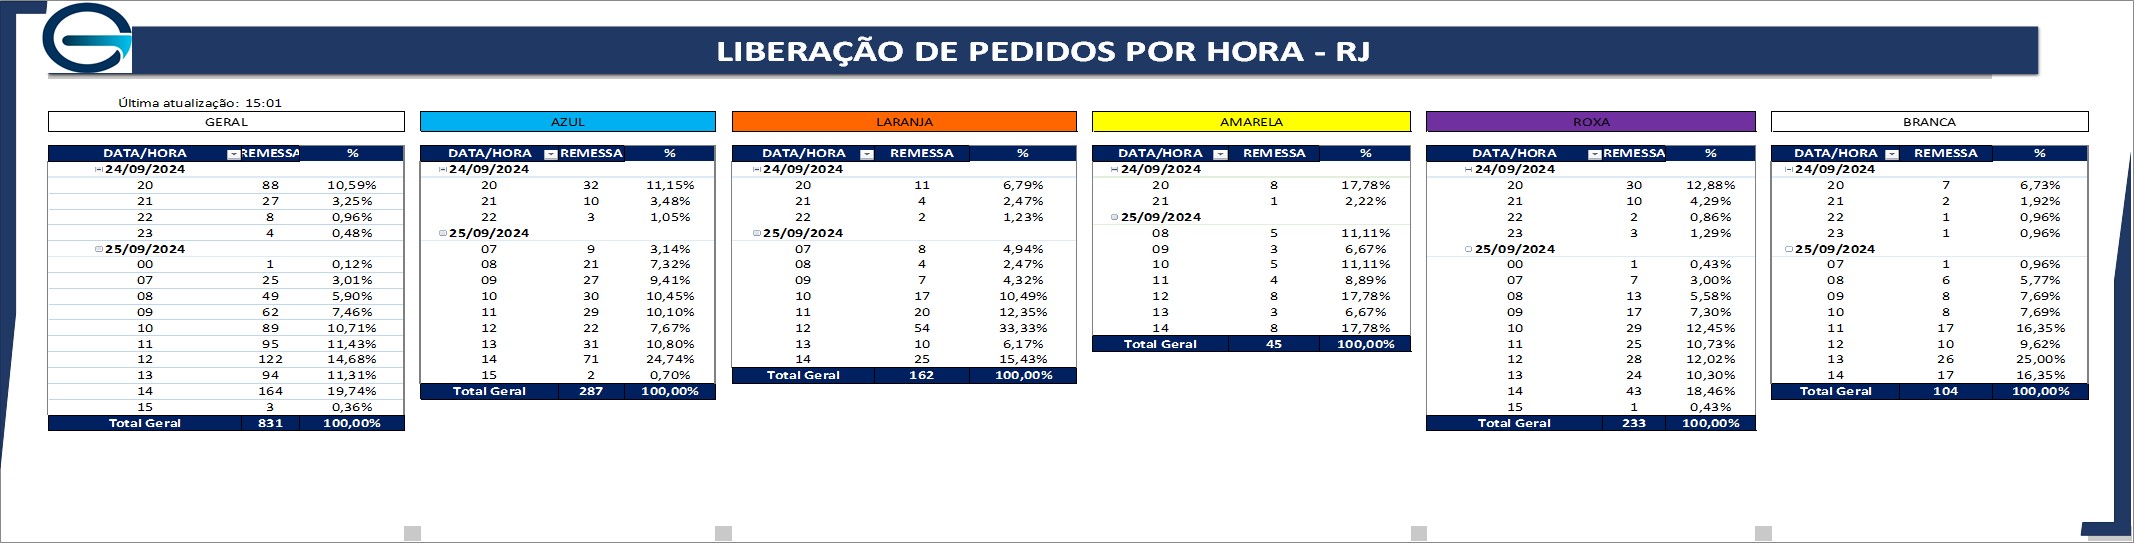 LIBERAÇÃO DE PEDIDOS POR HORA - RJ
Última atualização: 15:01
GERAL
DATA/HORA REMESSA %
24/09/2024
20 88 10,59%
21 27 3,25%
22 8 0,96%
23 4 0,48%
25/09/2024
00 1 0,12%
07 25 3,01%
08 49 5,90%
09 62 7,46%
10 89 10,71%
11 95 11,43%
12 122 14,68%
13 94 11,31%
14 164 19,74%
15 3 0,36%
Total Geral 831 100,00%
AZUL
DATA/HORA REMESSA %
24/09/2024
20 32 11,15%
21 10 3,48%
22 3 1,05%
25/09/2024
07 9 3,14%
08 21 7,32%
09 27 9,41%
10 30 10,45%
11 29 10,10%
12 22 7,67%
13 31 10,80%
14 71 24,74%
15 2 0,70%
Total Geral 287 100,00%
LARANJA
DATA/HORA REMESSA %
24/09/2024
20 11 6,79%
21 4 2,47%
22 2 1,23%
25/09/2024
07 8 4,94%
08 4 2,47%
09 7 4,32%
10 17 10,49%
11 20 12,35%
12 54 33,33%
13 10 6,17%
14 25 15,43%
Total Geral 162 100,00%
AMARELA
DATA/HORA REMESSA %
24/09/2024
20 8 17,78%
21 1 2,22%
25/09/2024
08 5 11,11%
09 3 6,67%
10 5 11,11%
11 4 8,89%
12 8 17,78%
13 3 6,67%
14 8 17,78%
Total Geral 45 100,00%
ROXA
DATA/HORA REMESSA %
24/09/2024
20 30 12,88%
21 10 4,29%
22 2 0,86%
23 3 1,29%
25/09/2024
00 1 0,43%
07 7 3,00%
08 13 5,58%
09 17 7,30%
10 29 12,45%
11 25 10,73%
12 28 12,02%
13 24 10,30%
14 43 18,46%
15 1 0,43%
Total Geral 233 100,00%
BRANCA
DATA/HORA REMESSA %
24/09/2024
20 7 6,73%
21 2 1,92%
22 1 0,96%
23 1 0,96%
25/09/2024
07 1 0,96%
08 6 5,77%
09 8 7,69%
10 8 7,69%
11 17 16,35%
12 10 9,62%
13 26 25,00%
14 17 16,35%
Total Geral 104 100,00%